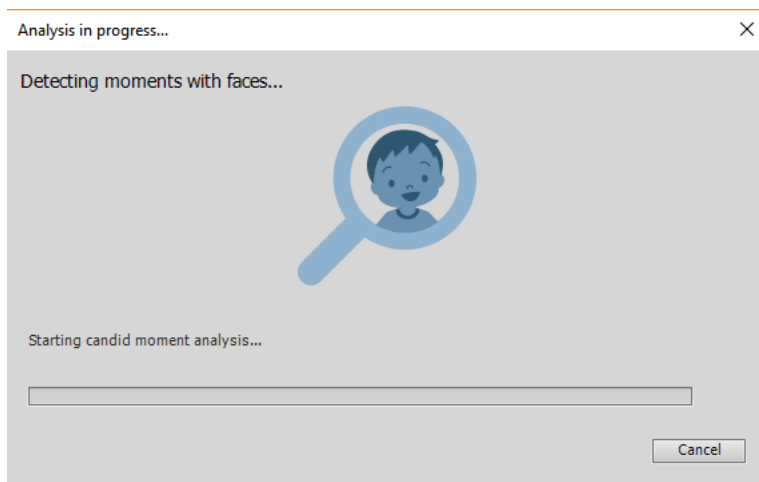 Analysis in progress...
Detecting moments with faces...
Starting candid moment analysis...
Cancel